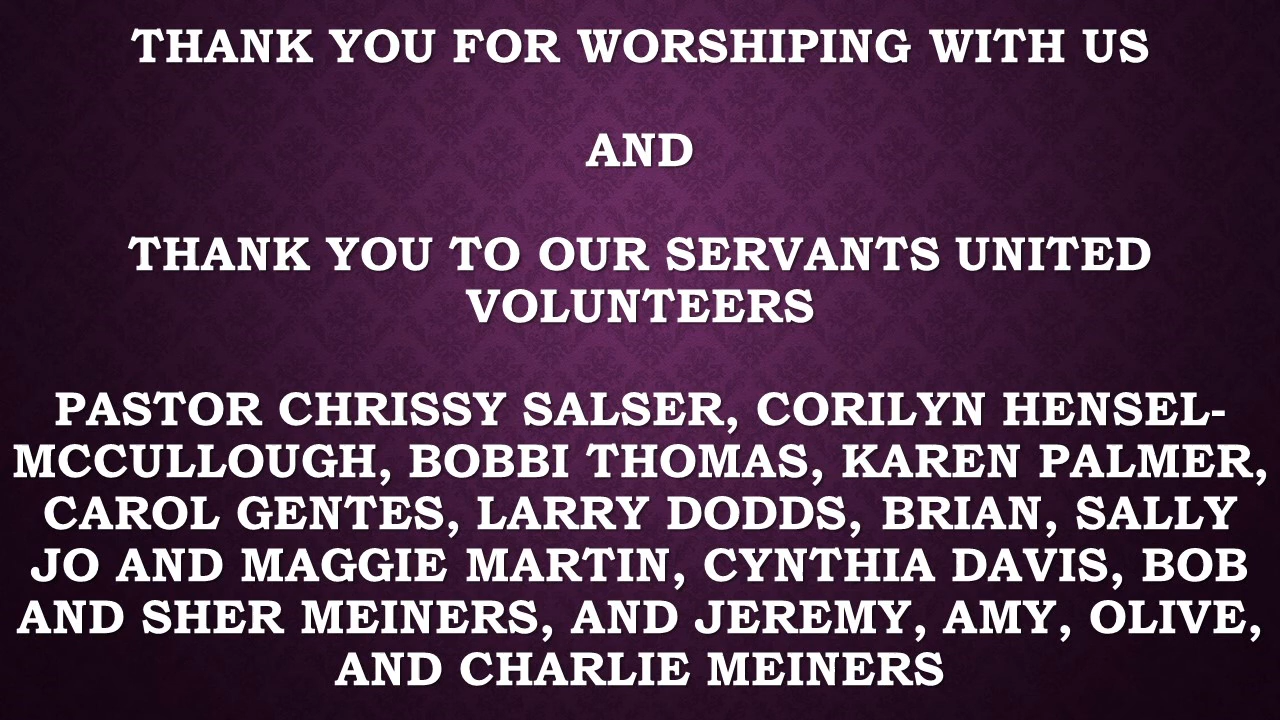 THANK YOU FOR WORSHIPING WITH US
AND
THANK YOU TO OUR SERVANTS UNITED
VOLUNTEERS
PASTOR CHRISSY SALSER, CORILYN HENSEL-
MCCULLOUGH, BOBBI THOMAS, KAREN PALMER,
CAROL GENTES, LARRY DODDS, BRIAN, SALLY
JO AND MAGGIE MARTIN, CYNTHIA DAVIS, BOB
AND SHER MEINERS, AND JEREMY, AMY, OLIVE,
AND CHARLIE MEINERS